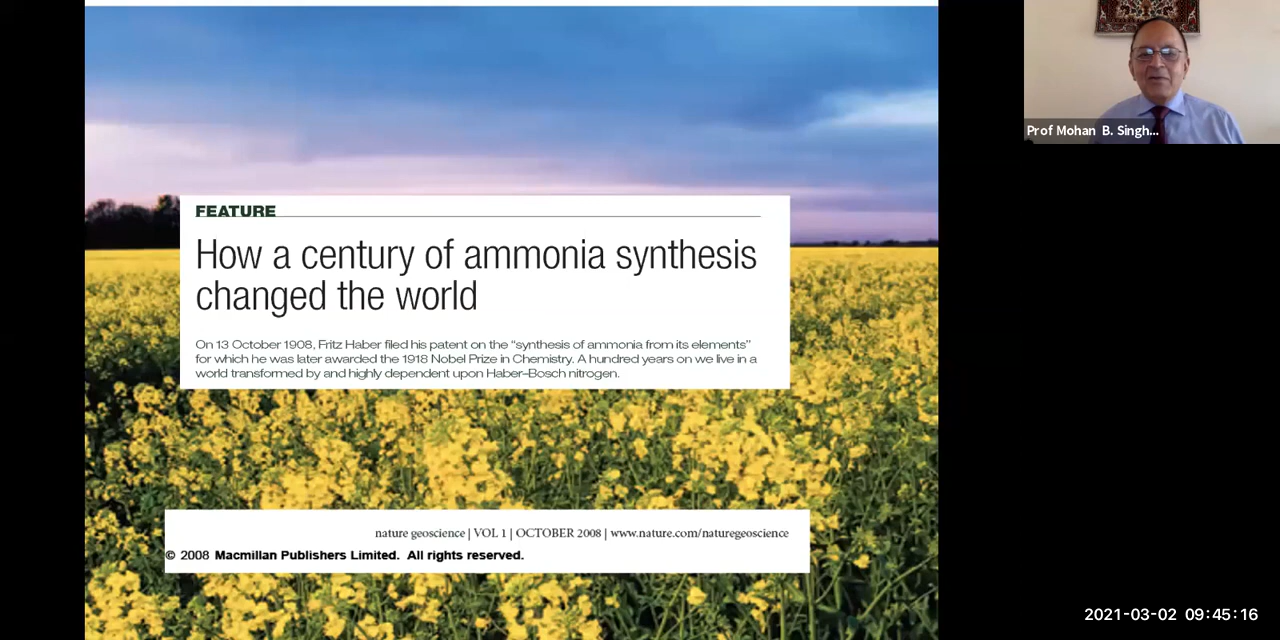 Prof Mohan B. Singh...
FEATURE
How a century of ammonia synthesis
changed the world
On 13 October 1908, Fritz Haber filed his patent on the “synthesis of ammonia from its elements”
for which he was later awarded the 1918 Nobel Prize in Chemistry. A hundred years on we live in a
world transformed by and highly dependent upon Haber–Bosch nitrogen.
nature geoscience | VOL 1 | OCTOBER 2008 | www.nature.com/naturegeoscience
© 2008 Macmillan Publishers Limited. All rights reserved.
2021-03-02 09:45:16